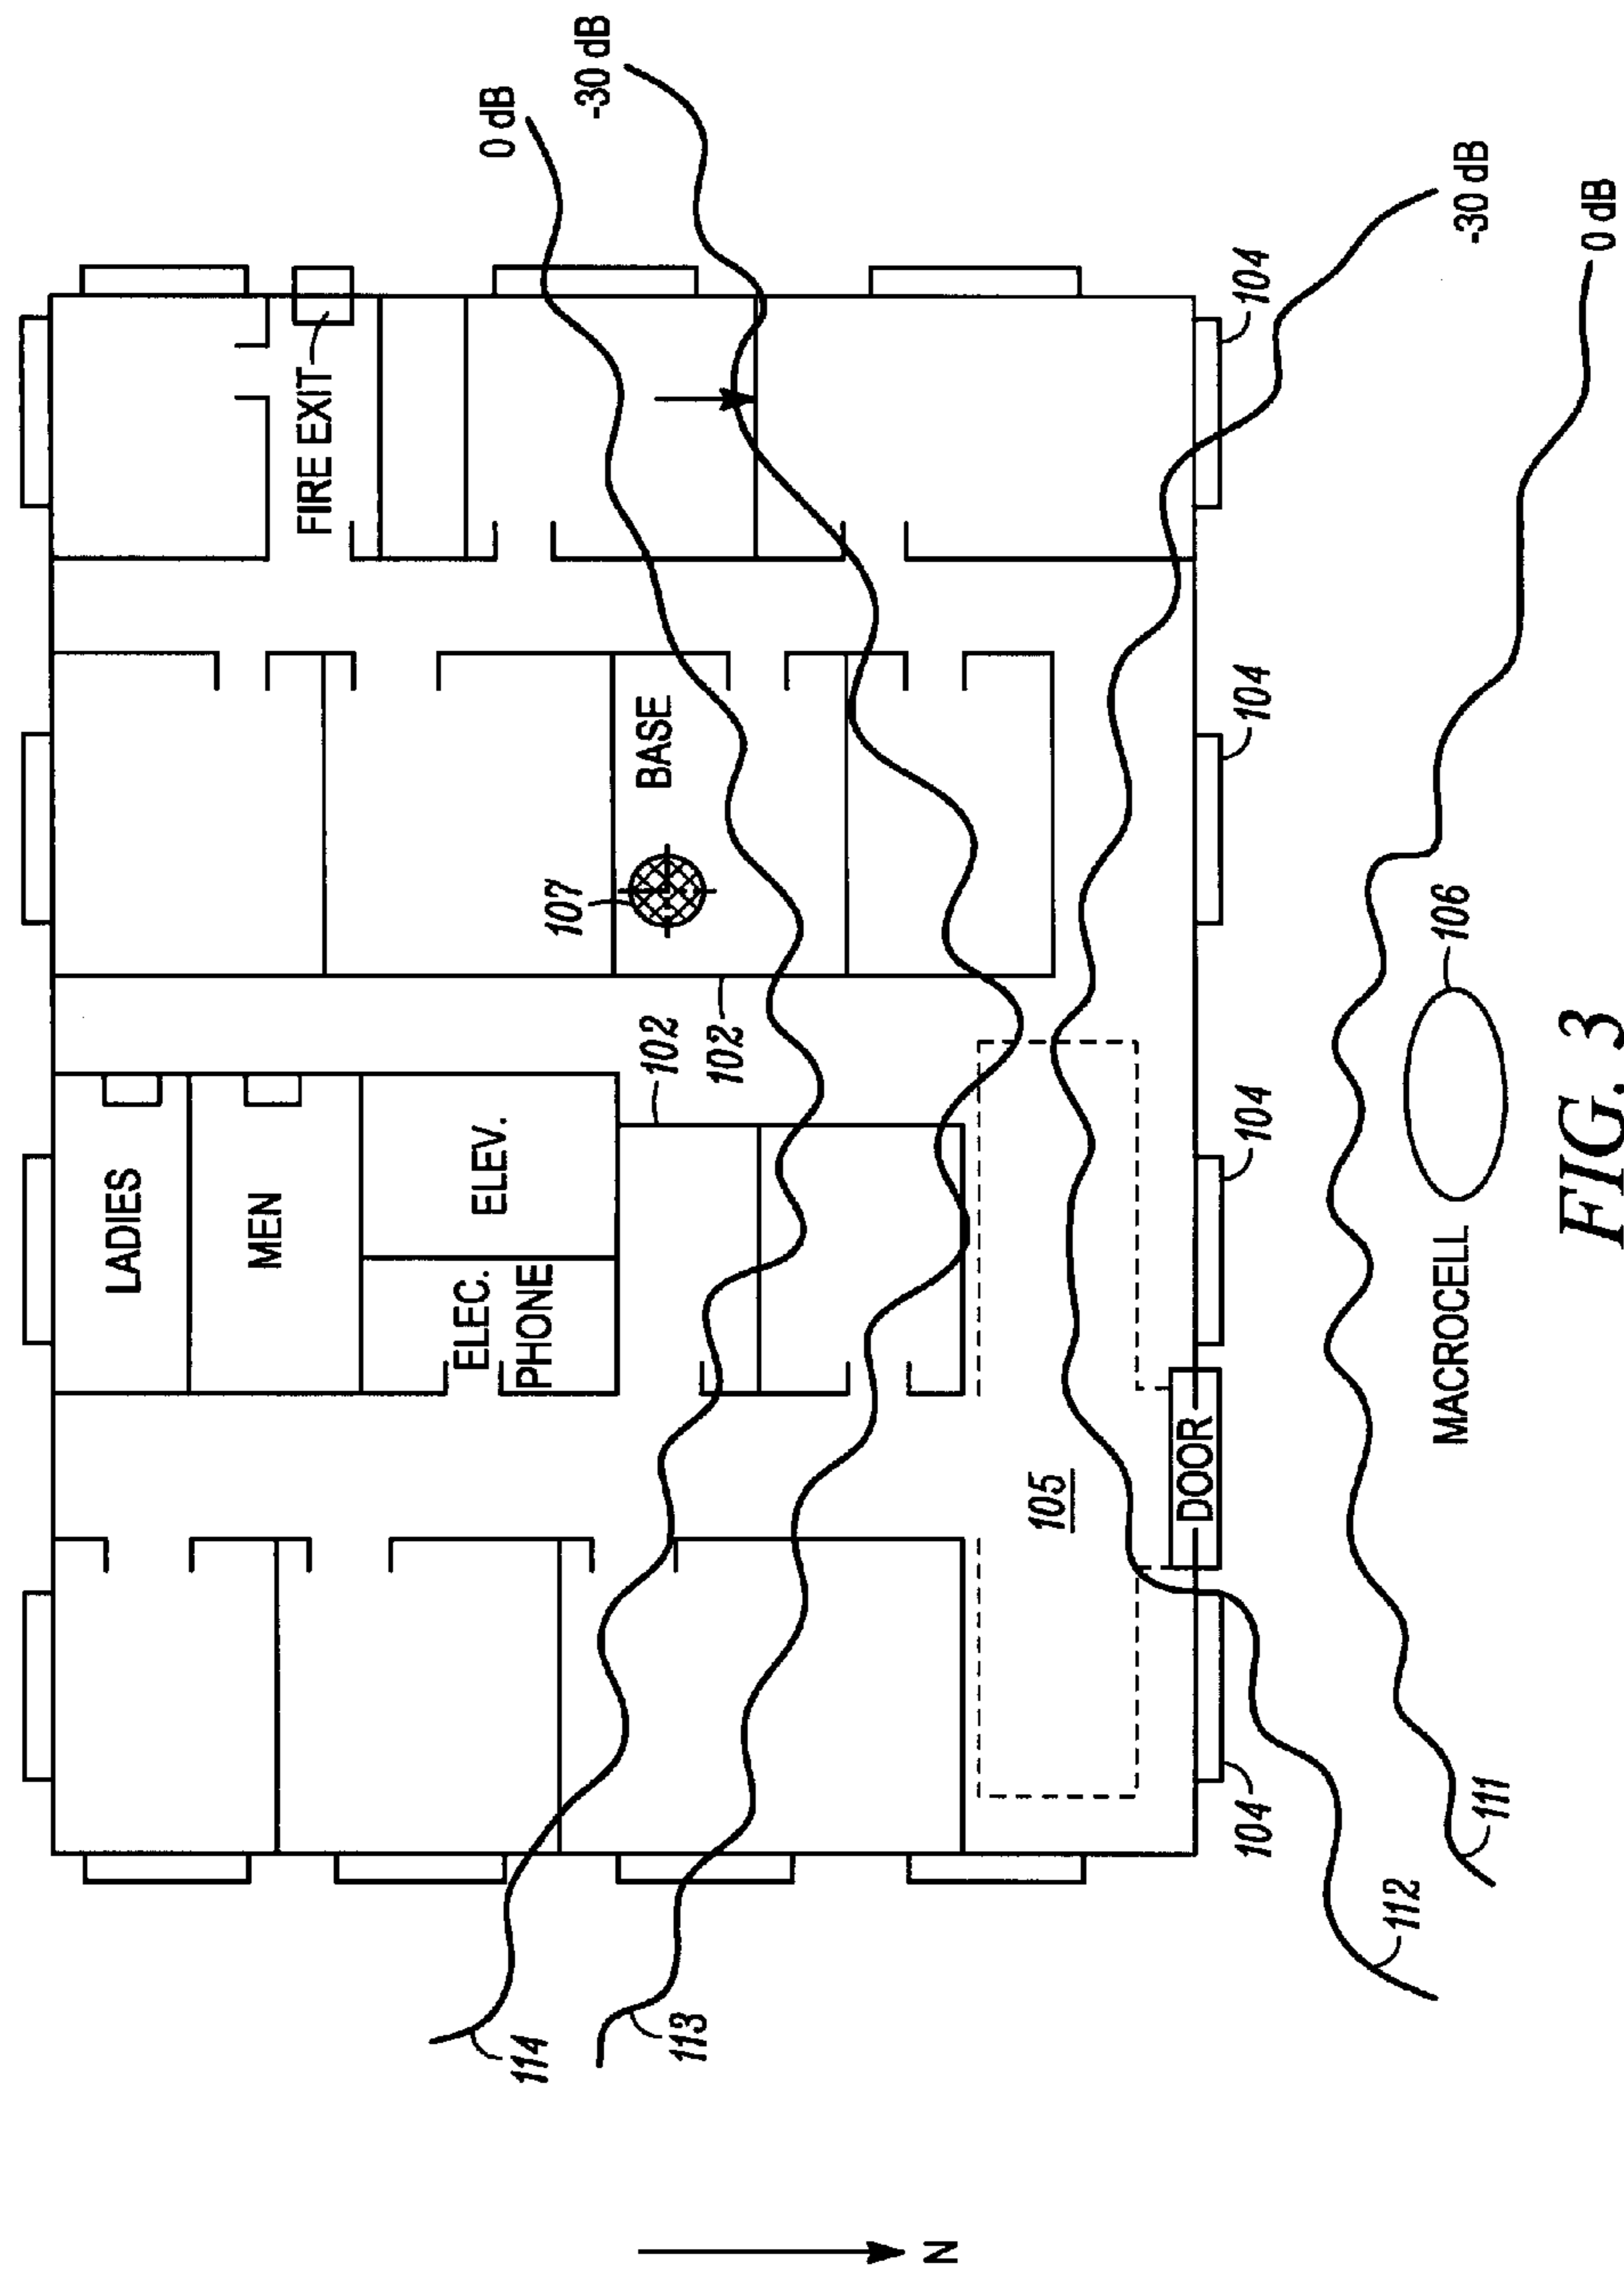 0 dB
-30 dB
-30 dB
0 dB
104
FIRE EXIT
104
BASE
107
106
102
102
104
FIG. 3
LADIES
MEN
ELEV.
ELEC.
PHONE
MACROCELL
105
DOOR
104
111
112
114
113
N